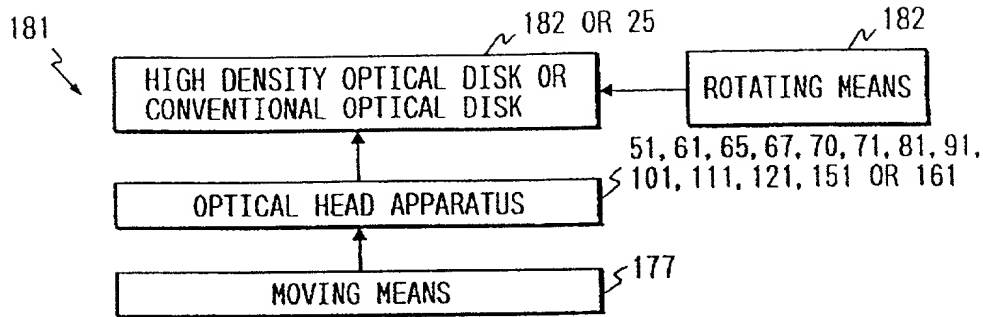 181
182 OR 25
182
HIGH DENSITY OPTICAL DISK OR
CONVENTIONAL OPTICAL DISK
ROTATING MEANS
51, 61, 65, 67, 70, 71, 81, 91,
101, 111, 121, 151 OR 161
OPTICAL HEAD APPARATUS
177
MOVING MEANS